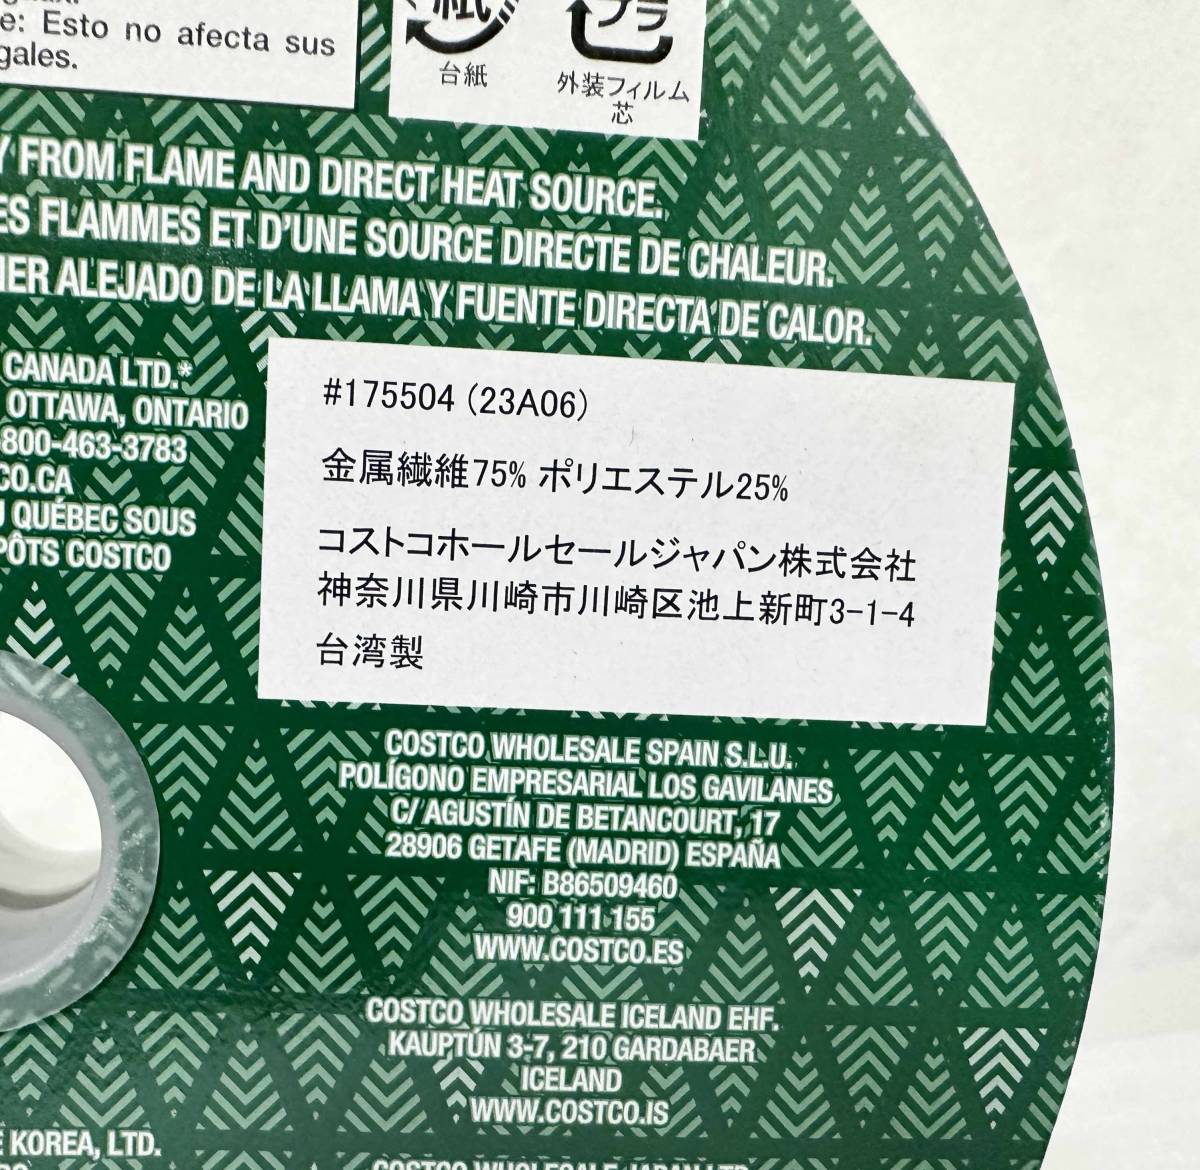 e: Esto no afecta sus
gales.
紙
プラ
台紙
外装フィルム
芯
FROM FLAME AND DIRECT HEAT SOURCE.
ES FLAMMES ET D'UNE SOURCE DIRECTE DE CHALEUR.
ALEJADO DE LA LLAMA Y FUENTE DIRECTA DE CALOR.
CANADA LTD.*
OTTAWA, ONTARIO
800-463-3783
CO.CA
QUÉBEC SOUS
PÔTS COSTCO
#175504 (23A06)
金属繊維75% ポリエステル25%
コストコホールセールジャパン株式会社
神奈川県川崎市川崎区池上新町3-1-4
台湾製
COSTCO WHOLESALE SPAIN S.L.U.
POLÍGONO EMPRESARIAL LOS GAVILANES
C/ AGUSTÍN DE BETANCOURT, 17
28906 GETAFE (MADRID) ESPAÑA
NIF: B86509460
900 111 155
WWW.COSTCO.ES
COSTCO WHOLESALE ICELAND EHF.
KAUPTÚN 3-7, 210 GARDABAER
ICELAND
WWW.COSTCO.IS
E KOREA, LTD.
COSTCO WHOLESALE JAPAN LTD